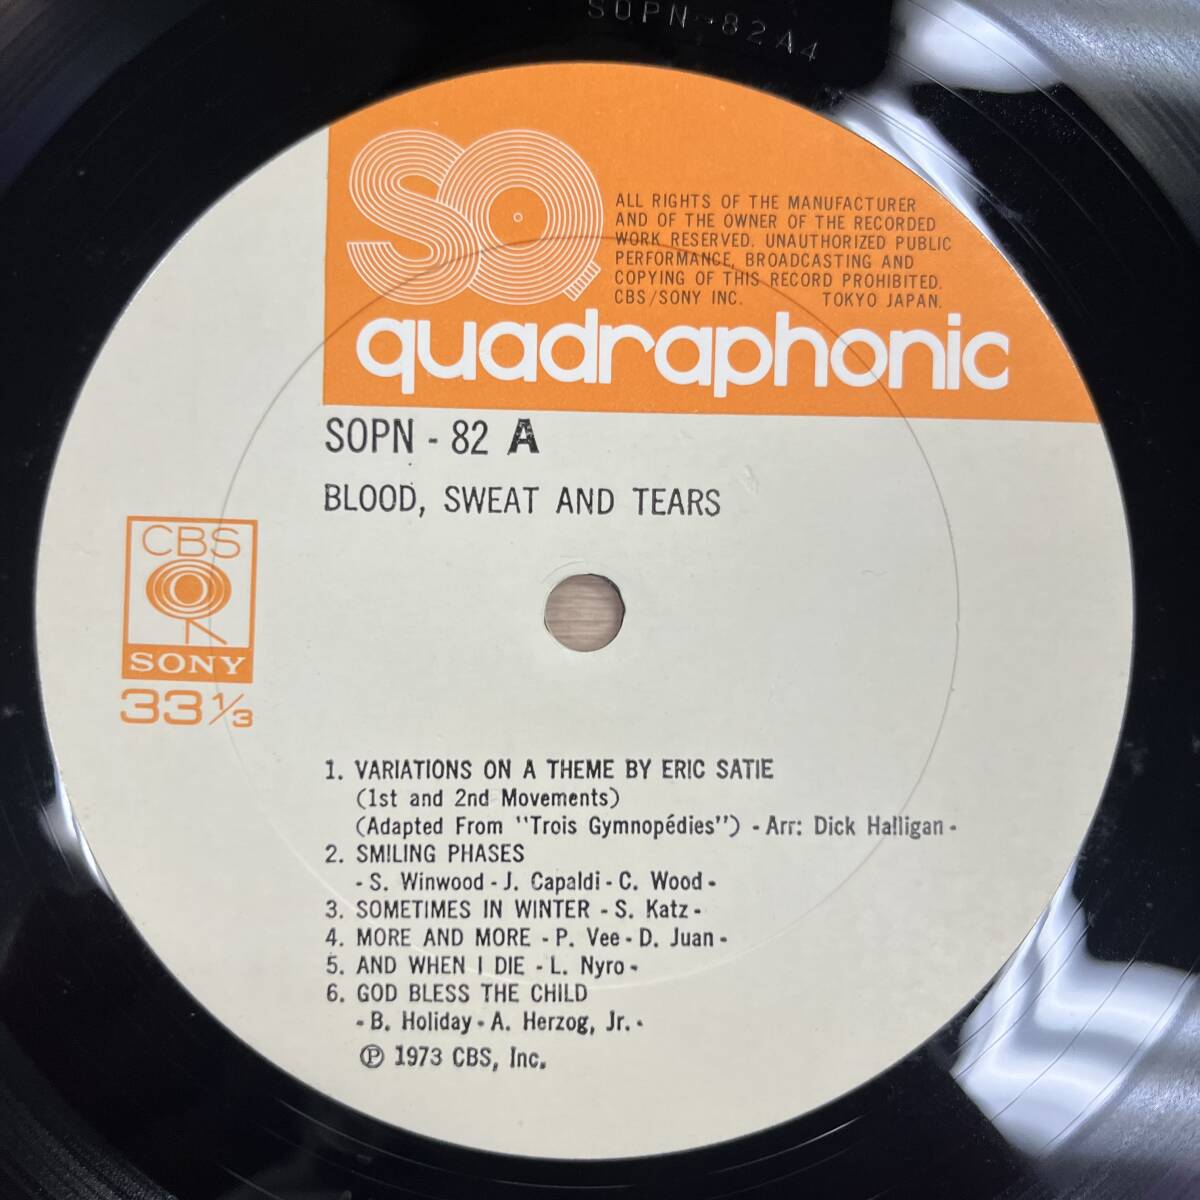 SOPN-82A4
SQ
ALL RIGHTS OF THE MANUFACTURER
AND OF THE OWNER OF THE RECORDED
WORK RESERVED. UNAUTHORIZED PUBLIC
PERFORMANCE, BROADCASTING AND
COPYING OF THIS RECORD PROHIBITED.
CBS/SONY INC. TOKYO JAPAN.
quadraphonic
SOPN - 82 A
BLOOD, SWEAT AND TEARS
CBS
SONY
33 1/3
1. VARIATIONS ON A THEME BY ERIC SATIE
(1st and 2nd Movements)
(Adapted From "Trois Gymnopédies") - Arr: Dick Halligan -
2. SMILING PHASES
- S. Winwood - J. Capaldi - C. Wood -
3. SOMETIMES IN WINTER - S. Katz -
4. MORE AND MORE - P. Vee - D. Juan -
5. AND WHEN I DIE - L. Nyro -
6. GOD BLESS THE CHILD
- B. Holiday - A. Herzog, Jr. -
℗ 1973 CBS, Inc.